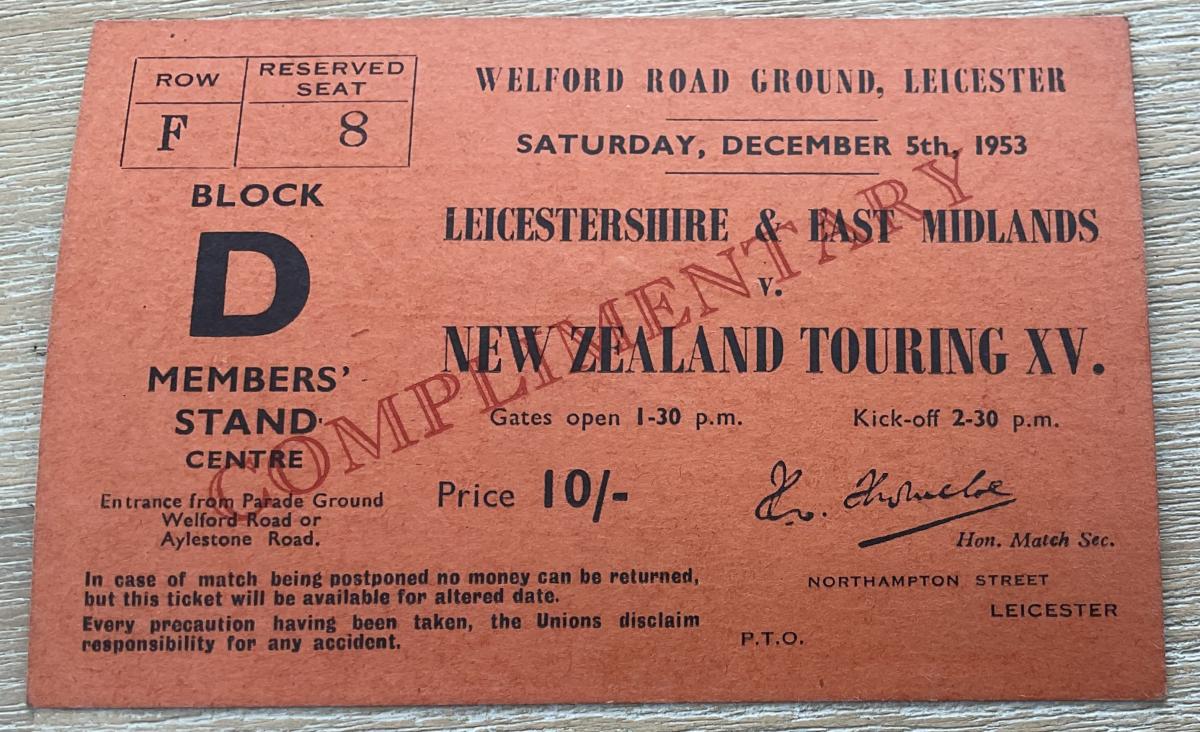 ROW
F
RESERVED
SEAT
8
BLOCK
D
MEMBERS'
STAND
CENTRE
Entrance from Parade Ground
Welford Road or
Aylestone Road.
WELFORD ROAD GROUND, LEICESTER
SATURDAY, DECEMBER 5th, 1953
LEICESTERSHIRE & EAST MIDLANDS
v.
NEW ZEALAND TOURING XV.
Gates open 1-30 p.m.
Kick-off 2-30 p.m.
Price 10/-
Hon. Match Sec.
NORTHAMPTON STREET
LEICESTER
In case of match being postponed no money can be returned,
but this ticket will be available for altered date.
Every precaution having been taken, the Unions disclaim
responsibility for any accident.
P.T.O.
COMPLIMENTARY